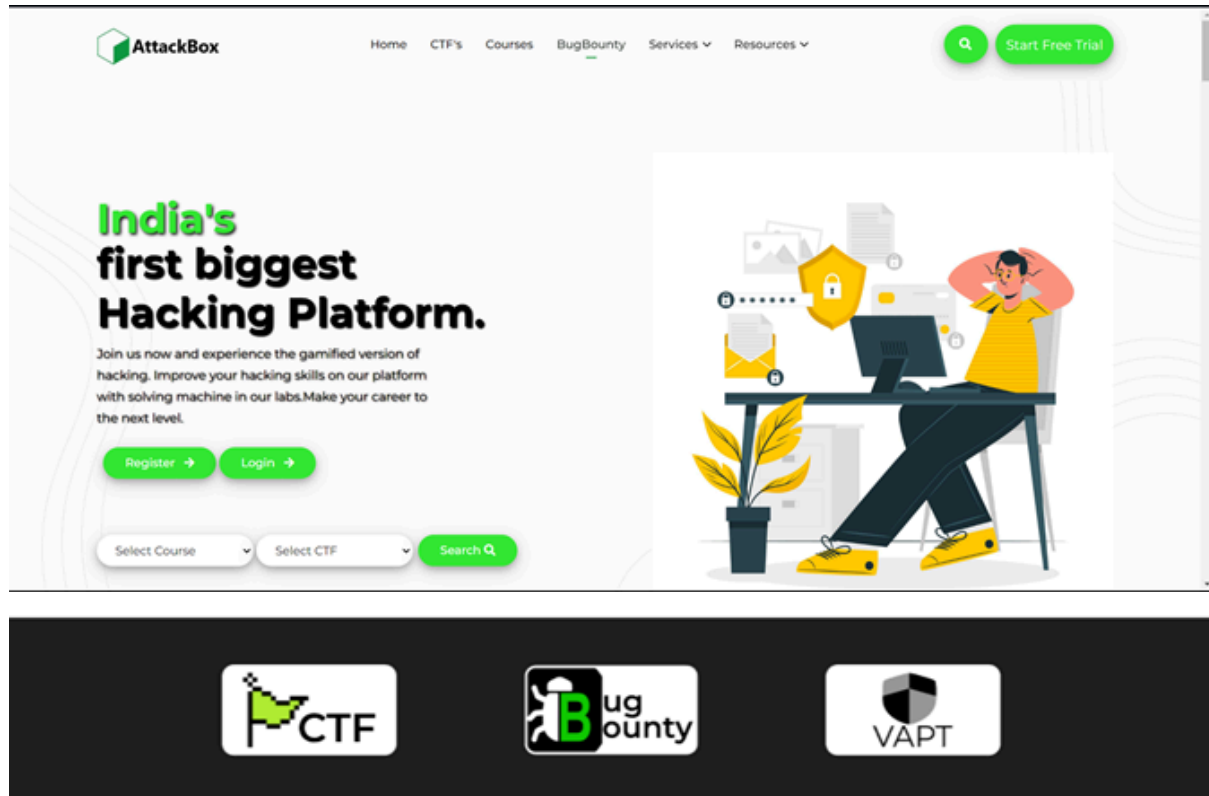 AttackBox
Home CTF's Courses BugBounty Services Resources
Start Free Trial
India's
first biggest
Hacking Platform.
Join us now and experience the gamified version of
hacking. Improve your hacking skills on our platform
with solving machine in our labs.Make your career to
the next level.
Register Login
Select Course Select CTF Search
CTF
Bug
Bounty
VAPT